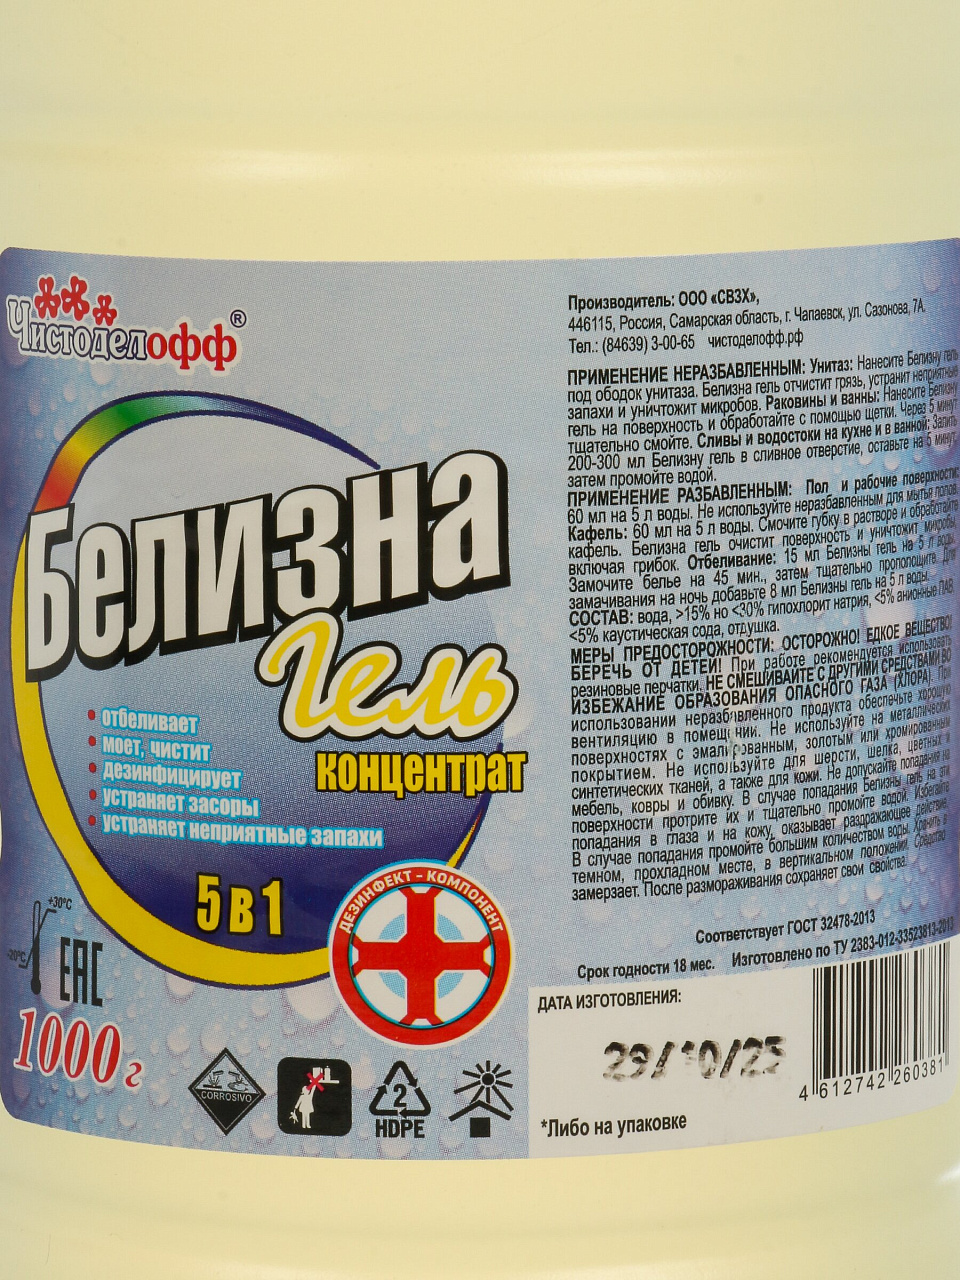 Чистоделофф®
Белизна
Гель
концентрат
отбеливает
моет, чистит
дезинфицирует
устраняет засоры
устраняет неприятные запахи
5 в 1
ДЕЗИНФЕКТ - КОМПОНЕНТ
+30°C
-20°C
EAC
1000 г
CORROSIVO
2
HDPE
Производитель: ООО «СВЗХ»,
446115, Россия, Самарская область, г. Чапаевск, ул. Сазонова, 7А.
Тел.: (84639) 3-00-65 чистоделофф.рф
ПРИМЕНЕНИЕ НЕРАЗБАВЛЕННЫМ: Унитаз: Нанесите Белизну гель
под ободок унитаза. Белизна гель отчистит грязь, устранит неприятные
запахи и уничтожит микробов. Раковины и ванны: Нанесите Белизну
гель на поверхность и обработайте с помощью щетки. Через 5 минут
тщательно смойте. Сливы и водостоки на кухне и в ванной: Залить
200-300 мл Белизну гель в сливное отверстие, оставьте на 5 минут,
затем промойте водой.
ПРИМЕНЕНИЕ РАЗБАВЛЕННЫМ: Пол и рабочие поверхности:
60 мл на 5 л воды. Не используйте неразбавленным для мытья полов.
Кафель: 60 мл на 5 л воды. Смочите губку в растворе и обработайте
кафель. Белизна гель очистит поверхность и уничтожит микробы,
включая грибок. Отбеливание: 15 мл Белизны гель на 5 л воды.
Замочите белье на 45 мин., затем тщательно прополощите. Для
замачивания на ночь добавьте 8 мл Белизны гель на 5 л воды.
СОСТАВ: вода, >15% но <30% гипохлорит натрия, <5% анионные ПАВ,
<5% каустическая сода, отдушка.
МЕРЫ ПРЕДОСТОРОЖНОСТИ: ОСТОРОЖНО! ЕДКОЕ ВЕЩЕСТВО!
БЕРЕЧЬ ОТ ДЕТЕЙ! При работе рекомендуется использовать
резиновые перчатки. НЕ СМЕШИВАЙТЕ С ДРУГИМИ СРЕДСТВАМИ ВО
ИЗБЕЖАНИЕ ОБРАЗОВАНИЯ ОПАСНОГО ГАЗА (ХЛОРА). При
использовании неразбавленного продукта обеспечьте хорошую
вентиляцию в помещении. Не используйте на металлических
поверхностях с эмалированным, золотым или хромированным
покрытием. Не используйте для шерсти, шелка, цветных и
синтетических тканей, а также для кожи. Не допускайте попадания на
мебель, ковры и обивку. В случае попадания Белизны гель на эти
поверхности протрите их и тщательно промойте водой. Избегайте
попадания в глаза и на кожу, оказывает раздражающее действие.
В случае попадания промойте большим количеством воды. Хранить в
темном, прохладном месте, в вертикальном положении. Средство
замерзает. После размораживания сохраняет свои свойства.
Соответствует ГОСТ 32478-2013
Изготовлено по ТУ 2383-012-33523813-2013
Срок годности 18 мес.
ДАТА ИЗГОТОВЛЕНИЯ:
29/10/25
4 612742 260381
*Либо на упаковке